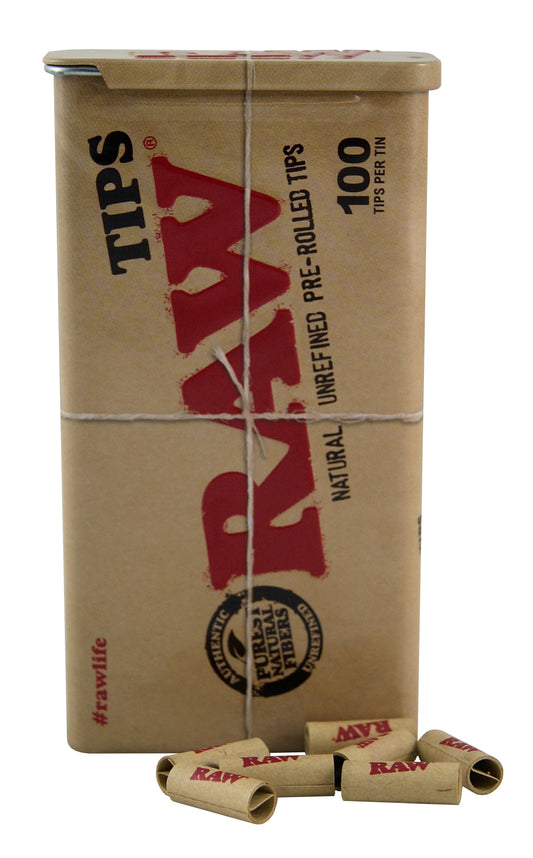 TIPS
RAW®
NATURAL UNREFINED PRE-ROLLED TIPS
100
TIPS PER TIN
AUTHENTIC
PUREST
NATURAL
FIBERS
UNREFINED
#rawlife
RAW
RAW
RAW
RAW
RAW